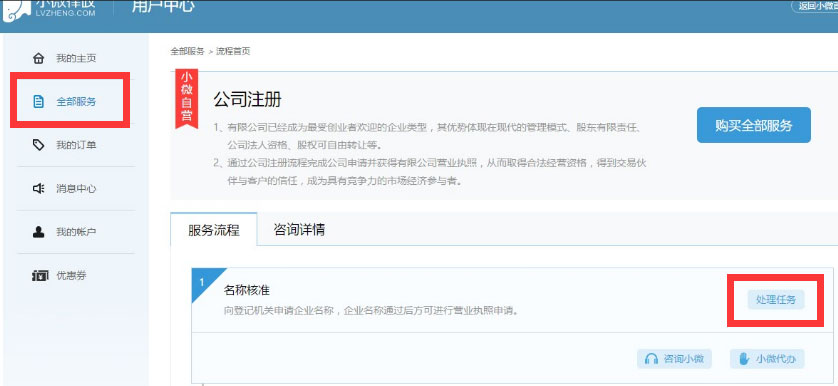 小微律政
LVZHENG.COM
用户中心
返回小微首
我的主页
全部服务
我的订单
消息中心
我的帐户
优惠券
全部服务 > 流程首页
小微自营
公司注册
1、有限公司已经成为最受创业者欢迎的企业类型，其优势体现在现代的管理模式、股东有限责任、
公司法人资格、股权可自由转让等。
2、通过公司注册流程完成公司申请并获得有限公司营业执照，从而取得合法经营资格，得到交易伙
伴与客户的信任，成为具有竞争力的市场经济参与者。
购买全部服务
服务流程
咨询详情
1
名称核准
向登记机关申请企业名称，企业名称通过后方可进行营业执照申请。
处理任务
咨询小微
小微代办